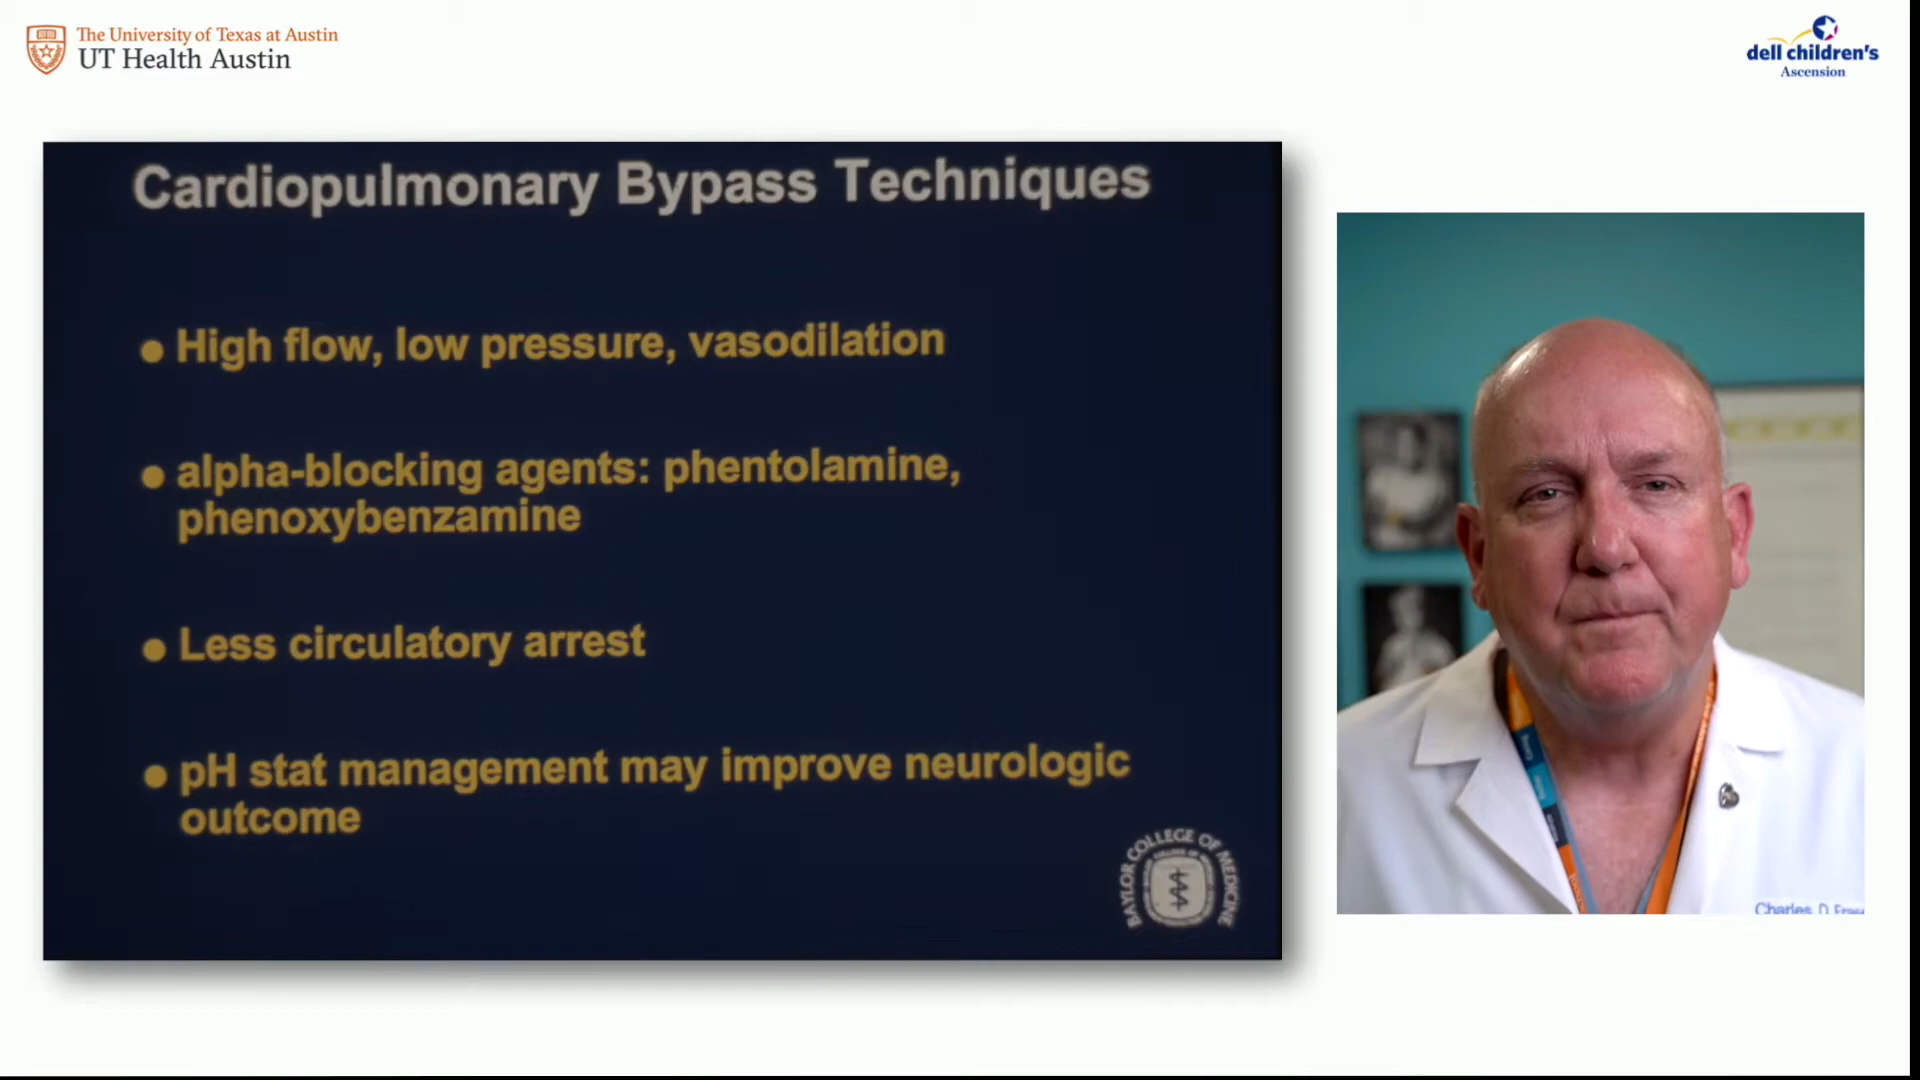 The University of Texas at Austin
UT Health Austin
dell children's
Ascension
Cardiopulmonary Bypass Techniques
● High flow, low pressure, vasodilation
● alpha-blocking agents: phentolamine,
phenoxybenzamine
● Less circulatory arrest
● pH stat management may improve neurologic
outcome
BAYLOR COLLEGE OF MEDICINE
Charles D.